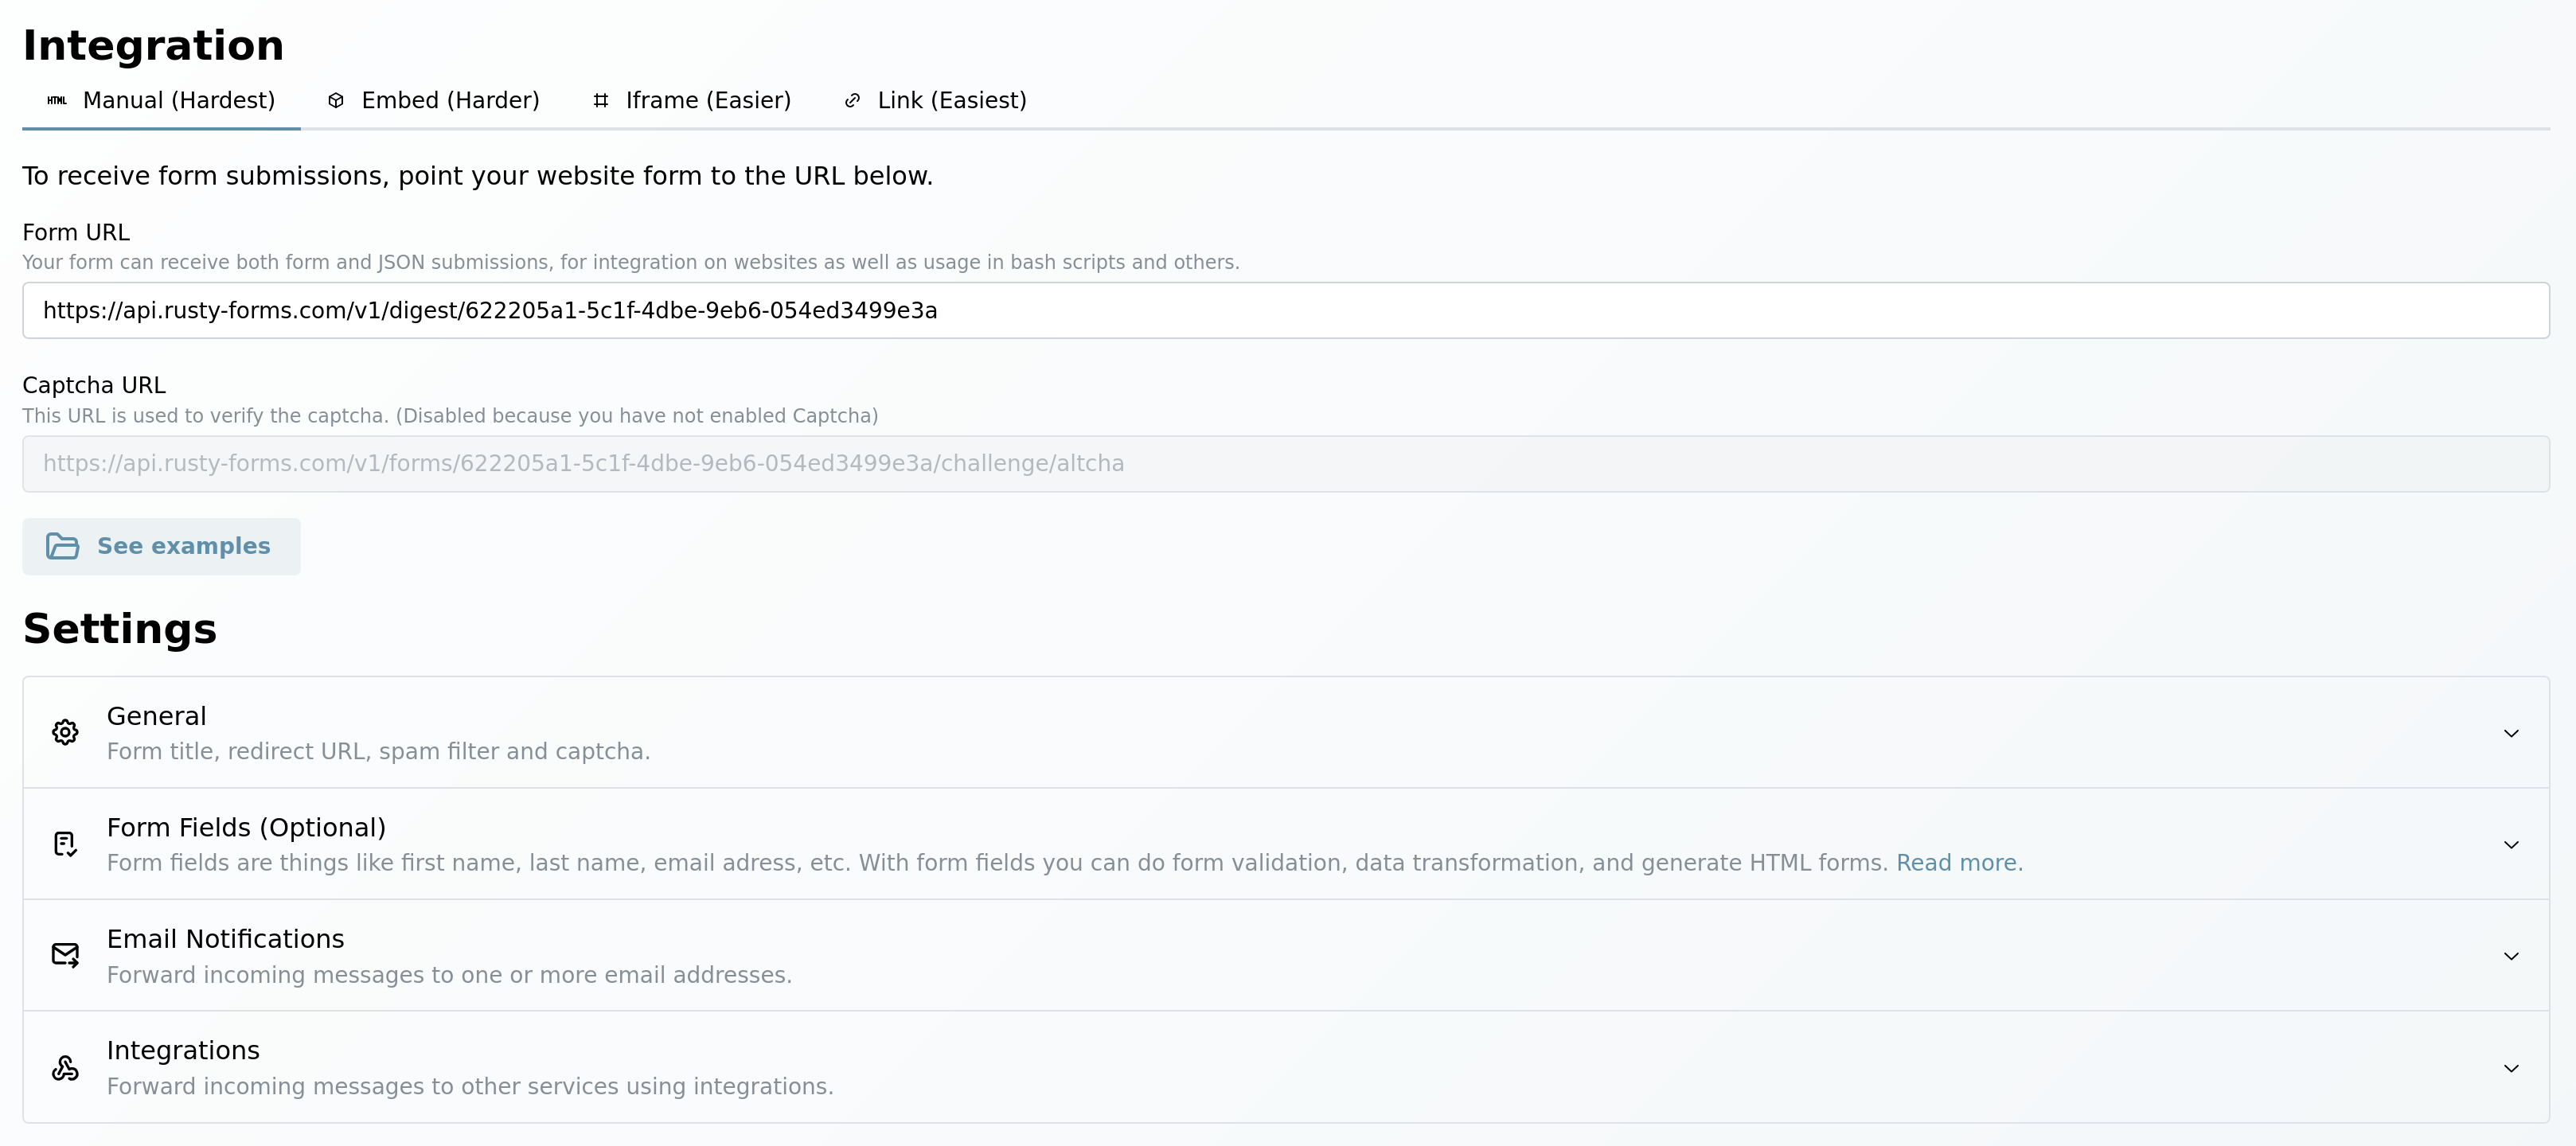 Integration
HTML Manual (Hardest) Embed (Harder) Iframe (Easier) Link (Easiest)
To receive form submissions, point your website form to the URL below.
Form URL
Your form can receive both form and JSON submissions, for integration on websites as well as usage in bash scripts and others.
https://api.rusty-forms.com/v1/digest/622205a1-5c1f-4dbe-9eb6-054ed3499e3a
Captcha URL
This URL is used to verify the captcha. (Disabled because you have not enabled Captcha)
https://api.rusty-forms.com/v1/forms/622205a1-5c1f-4dbe-9eb6-054ed3499e3a/challenge/altcha
See examples
Settings
General
Form title, redirect URL, spam filter and captcha.
Form Fields (Optional)
Form fields are things like first name, last name, email adress, etc. With form fields you can do form validation, data transformation, and generate HTML forms. Read more.
Email Notifications
Forward incoming messages to one or more email addresses.
Integrations
Forward incoming messages to other services using integrations.